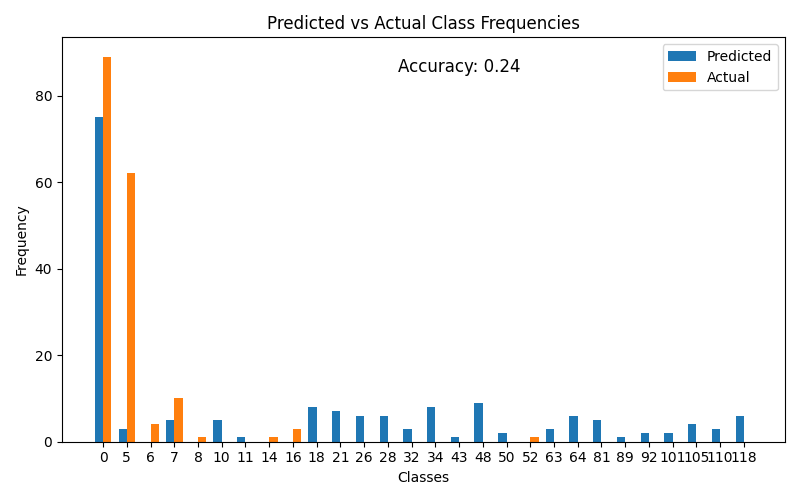 Predicted vs Actual Class Frequencies
Accuracy: 0.24
Predicted
Actual
Frequency
80
60
40
20
0
0 5 6 7 8 10 11 14 16 18 21 26 28 32 34 43 48 50 52 63 64 81 89 92 101 105 110 118
Classes